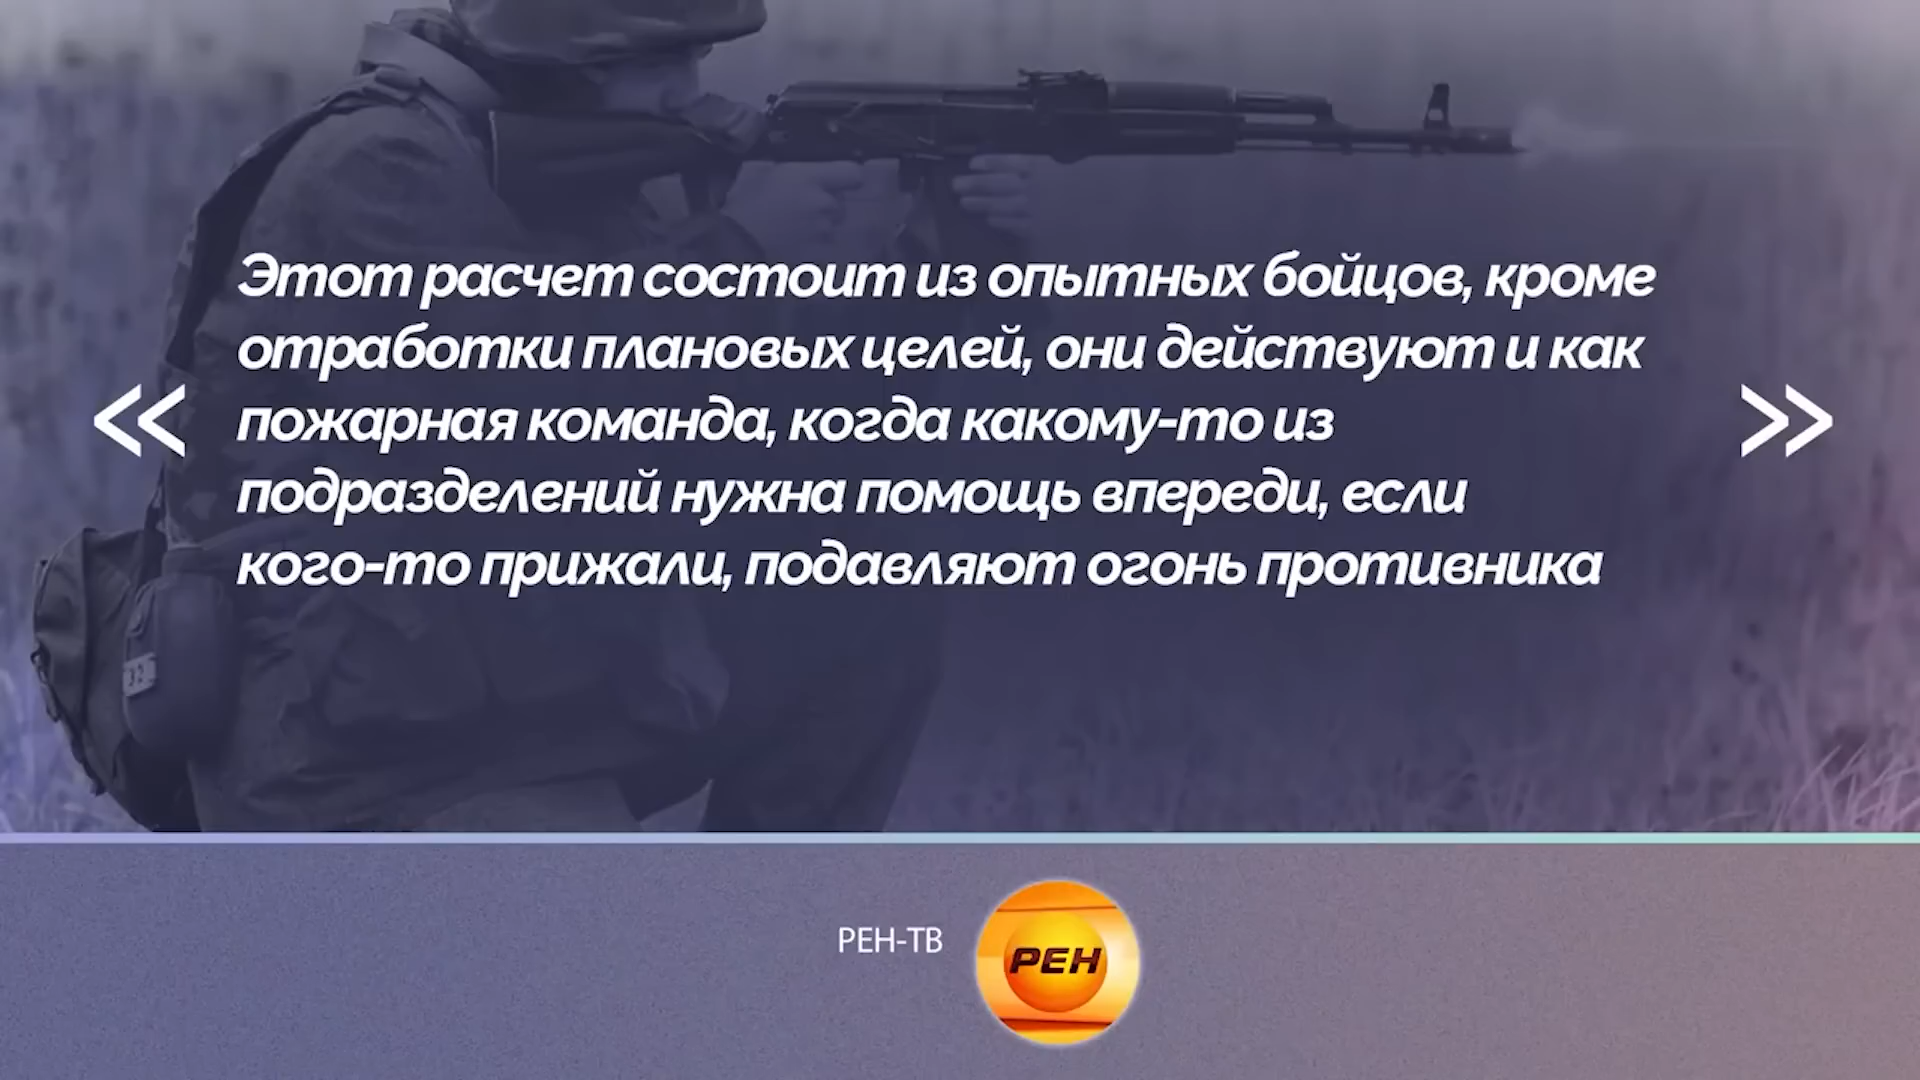 Этот расчет состоит из опытных бойцов, кроме
отработки плановых целей, они действуют и как
« пожарная команда, когда какому-то из »
подразделений нужна помощь впереди, если
кого-то прижали, подавляют огонь противника
32
РЕН-ТВ
РЕН